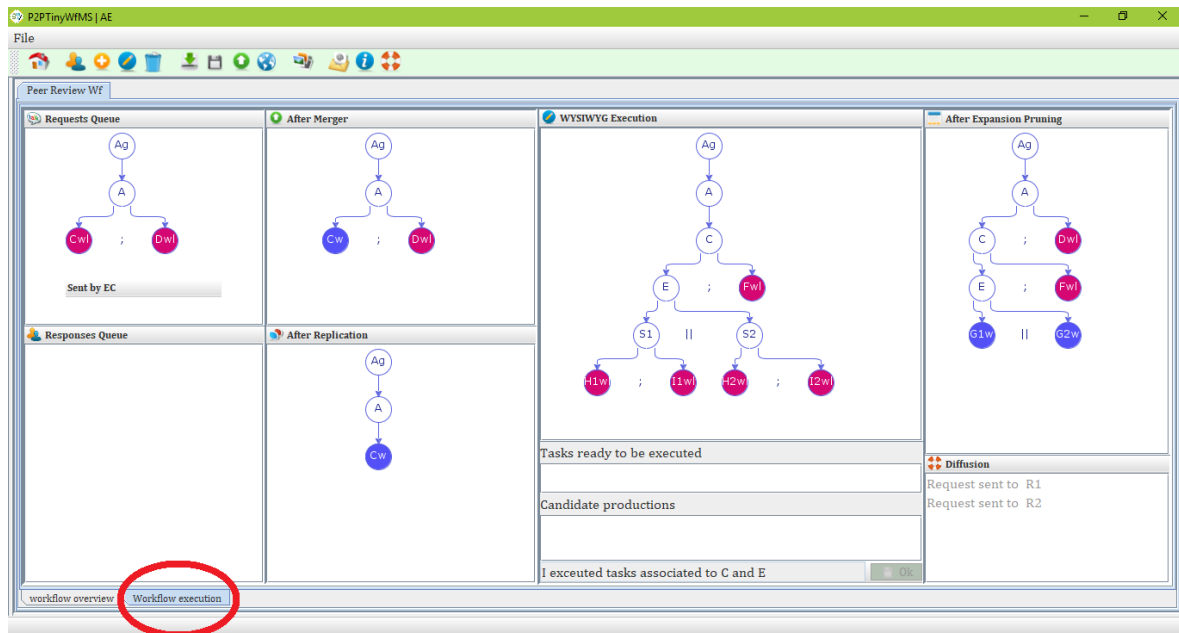 P2PTinyWfMS | AE
File
Peer Review Wf
Requests Queue
Ag
A
Cwl ; Dwl
Sent by EC
Responses Queue
After Merger
Ag
A
Cw ; Dwl
After Replication
Ag
A
Cw
WYSIWYG Execution
Ag
A
C
E ; Fwl
S1 || S2
H1wl ; I1wl H2wl ; I2wl
Tasks ready to be executed
Candidate productions
I exceuted tasks associated to C and E Ok
After Expansion Pruning
Ag
A
C ; Dwl
E ; Fwl
G1w || G2w
Diffusion
Request sent to R1
Request sent to R2
workflow overview Workflow execution